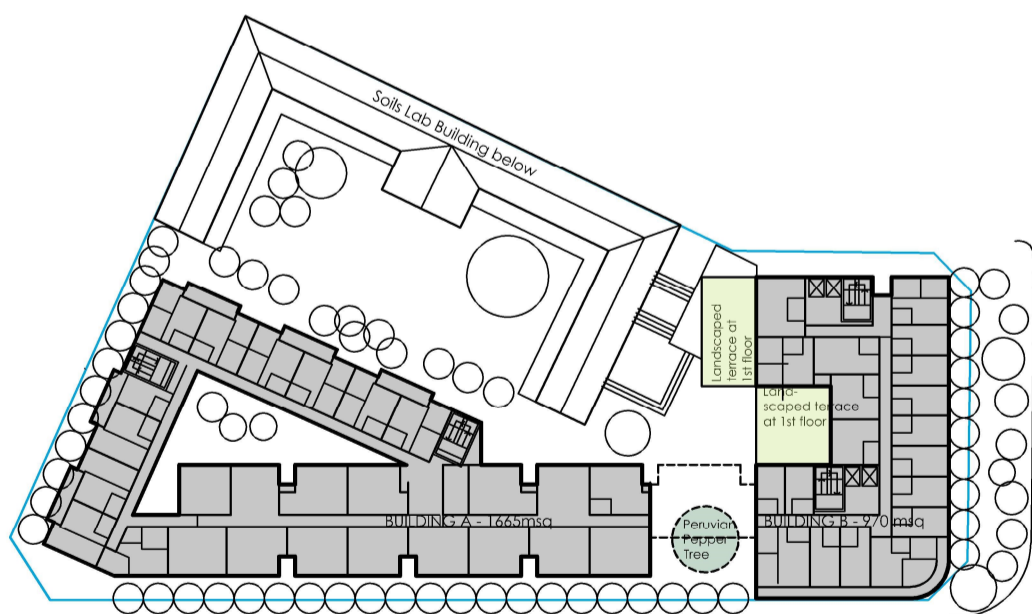 Soils Lab Building below
Landscaped
terrace at
1st floor
Land-
scaped terrace
at 1st floor
BUILDING A - 1665msq
Peruvian
Pepper
Tree
BUILDING B - 970 msq